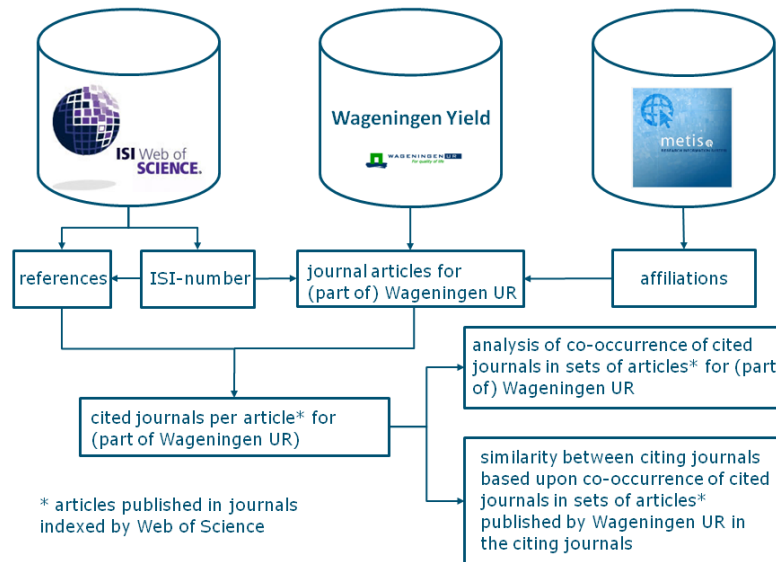 ISI Web of
SCIENCE.
Wageningen Yield
WAGENINGEN UR
For quality of life
metis
references
ISI-number
journal articles for
(part of) Wageningen UR
affiliations
analysis of co-occurrence of cited
journals in sets of articles* for (part
of) Wageningen UR
cited journals per article* for
(part of Wageningen UR)
similarity between citing journals
based upon co-occurrence of cited
journals in sets of articles*
published by Wageningen UR in
the citing journals
* articles published in journals
indexed by Web of Science